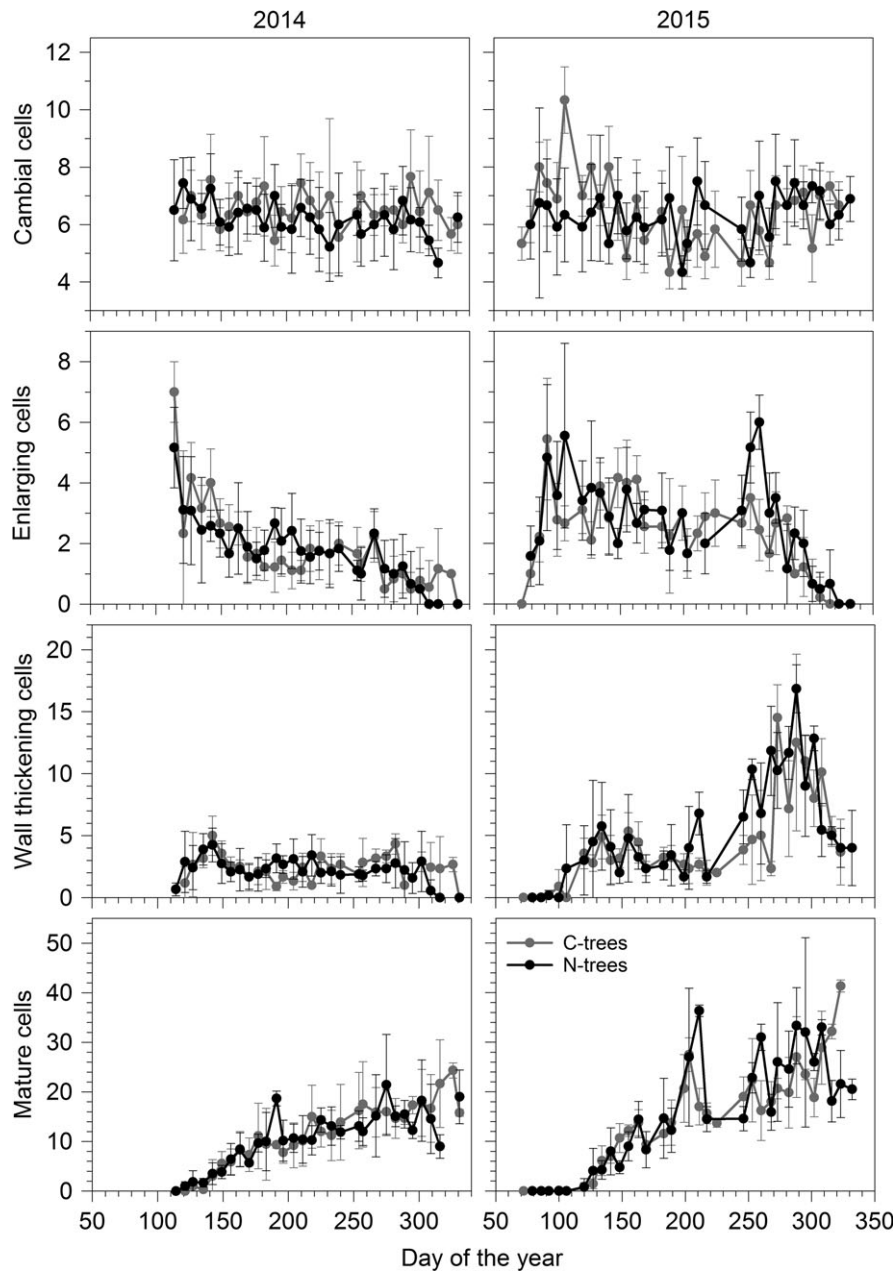 2014 2015
12
10
8
6
4
Cambial cells
8
6
4
2
0
Enlarging cells
20
15
10
5
0
Wall thickening cells
50
40
30
20
10
0
Mature cells
C-trees
N-trees
50 100 150 200 250 300 50 100 150 200 250 300 350
Day of the year